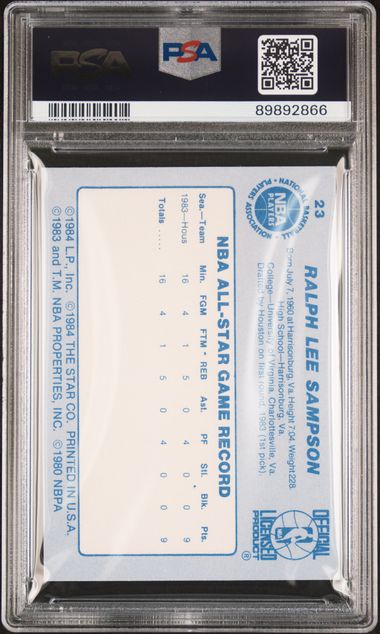 PSA
PSA
89892866
23
NATIONAL BASKETBALL
PLAYERS ASSOCIATION
NBA
PLAYERS
RALPH LEE SAMPSON
Born July 7, 1960 at Harrisonburg, Va. Height 7:04. Weight 228.
High School—Harrisonburg, Va.
College—University of Virginia, Charlottesville, Va.
Drafted by Houston on first round, 1983 (1st pick).
OFFICIAL
LICENSED
PRODUCT
®
NBA ALL-STAR GAME RECORD
Sea.—Team Min. FGM FTM REB Ast. PF Stl. Blk. Pts.
1983—Hous 16 4 1 5 0 4 0 0 9
Totals ..... 16 4 1 5 0 4 0 0 9
©1984 L.P., Inc. ©1984 THE STAR CO. PRINTED IN U.S.A.
©1983 and T.M. NBA PROPERTIES, INC. ©1980 NBPA